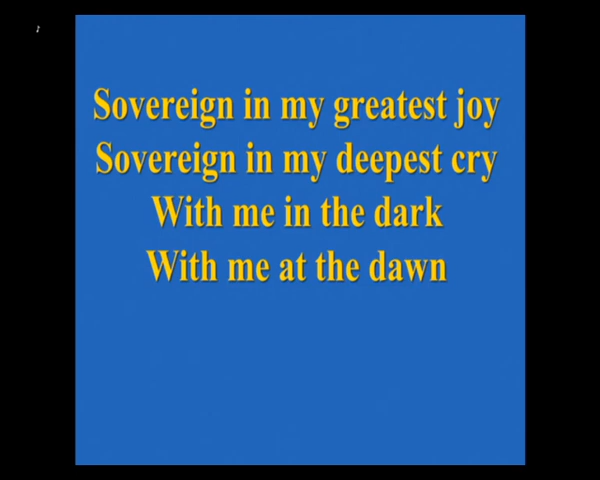 Sovereign in my greatest joy
Sovereign in my deepest cry
With me in the dark
With me at the dawn